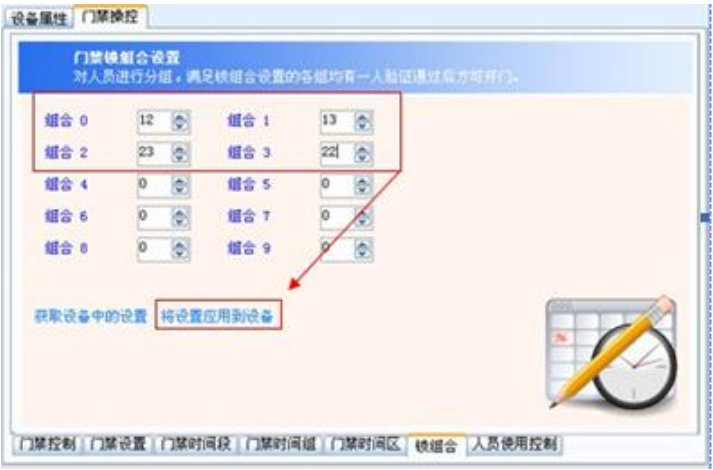 设备属性 门禁操控
门禁锁组合设置
对人员进行分组，满足锁组合设置的各组均有一人验证通过后方可开门。
组合 0 12 组合 1 13
组合 2 23 组合 3 22
组合 4 0 组合 5 0
组合 6 0 组合 7 0
组合 8 0 组合 9 0
获取设备中的设置 将设置应用到设备
门禁控制 门禁设置 门禁时间段 门禁时间组 门禁时间区 锁组合 人员使用控制